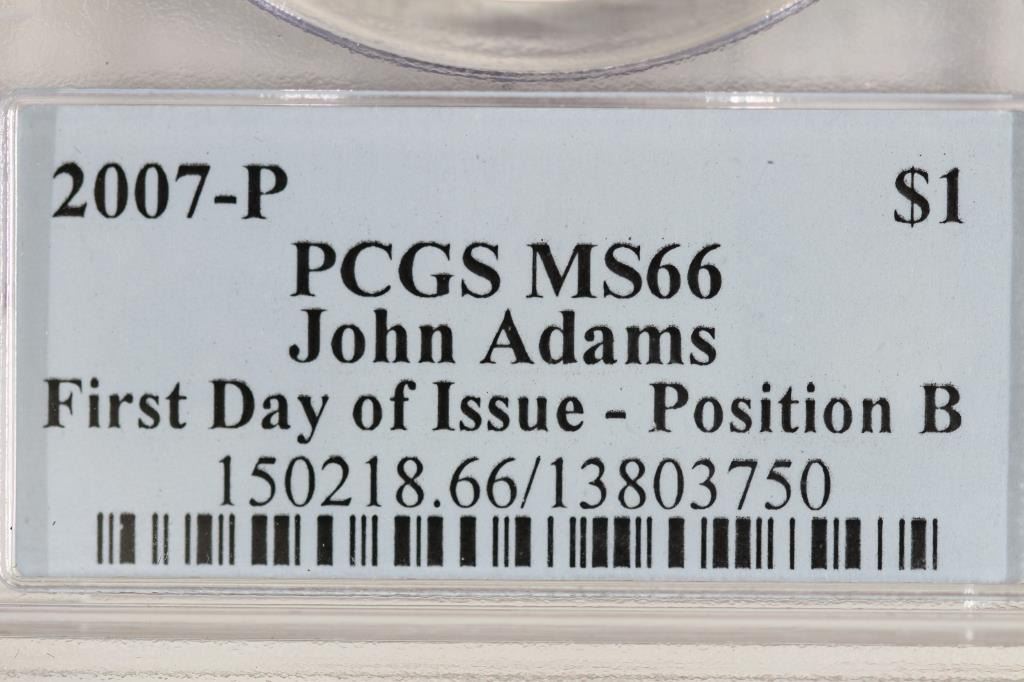 2007-P $1
PCGS MS66
John Adams
First Day of Issue - Position B
150218.66/13803750